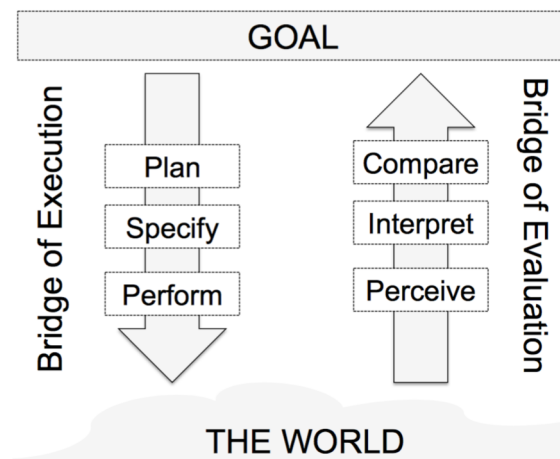 GOAL
Bridge of Execution
Plan
Specify
Perform
Compare
Interpret
Perceive
Bridge of Evaluation
THE WORLD